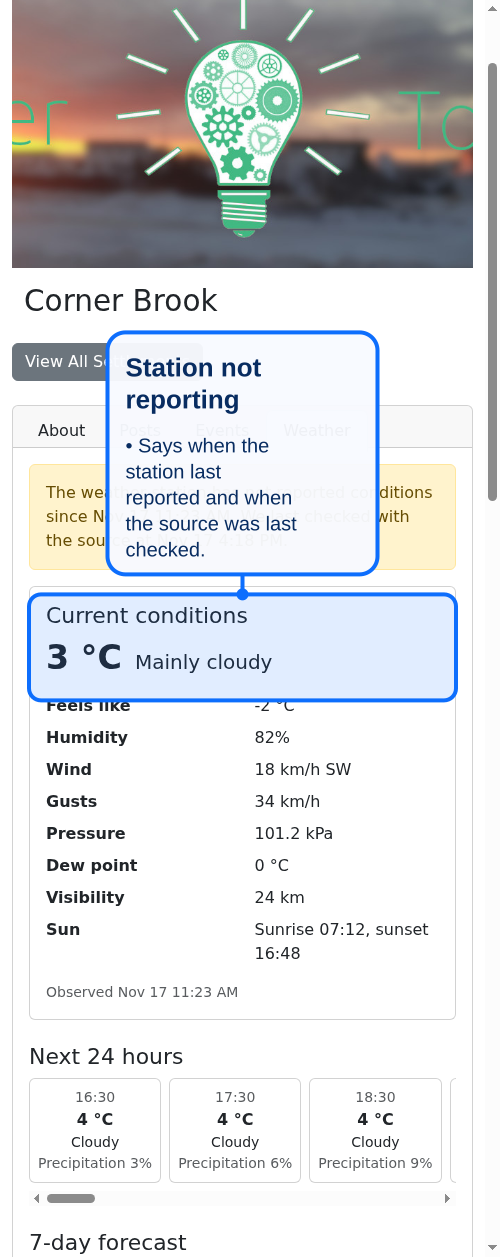 er
To
Corner Brook
View All Se
About Posts Events Weather
Station not
reporting
• Says when the
station last
reported and when
the source was last
checked.
The wea ported conditions
since Nov checked with
the sou 4:18 PM.
Current conditions
3 °C Mainly cloudy
Feels like -2 °C
Humidity 82%
Wind 18 km/h SW
Gusts 34 km/h
Pressure 101.2 kPa
Dew point 0 °C
Visibility 24 km
Sun Sunrise 07:12, sunset
16:48
Observed Nov 17 11:23 AM
Next 24 hours
16:30 17:30 18:30
4 °C 4 °C 4 °C
Cloudy Cloudy Cloudy
Precipitation 3% Precipitation 6% Precipitation 9%
7-day forecast